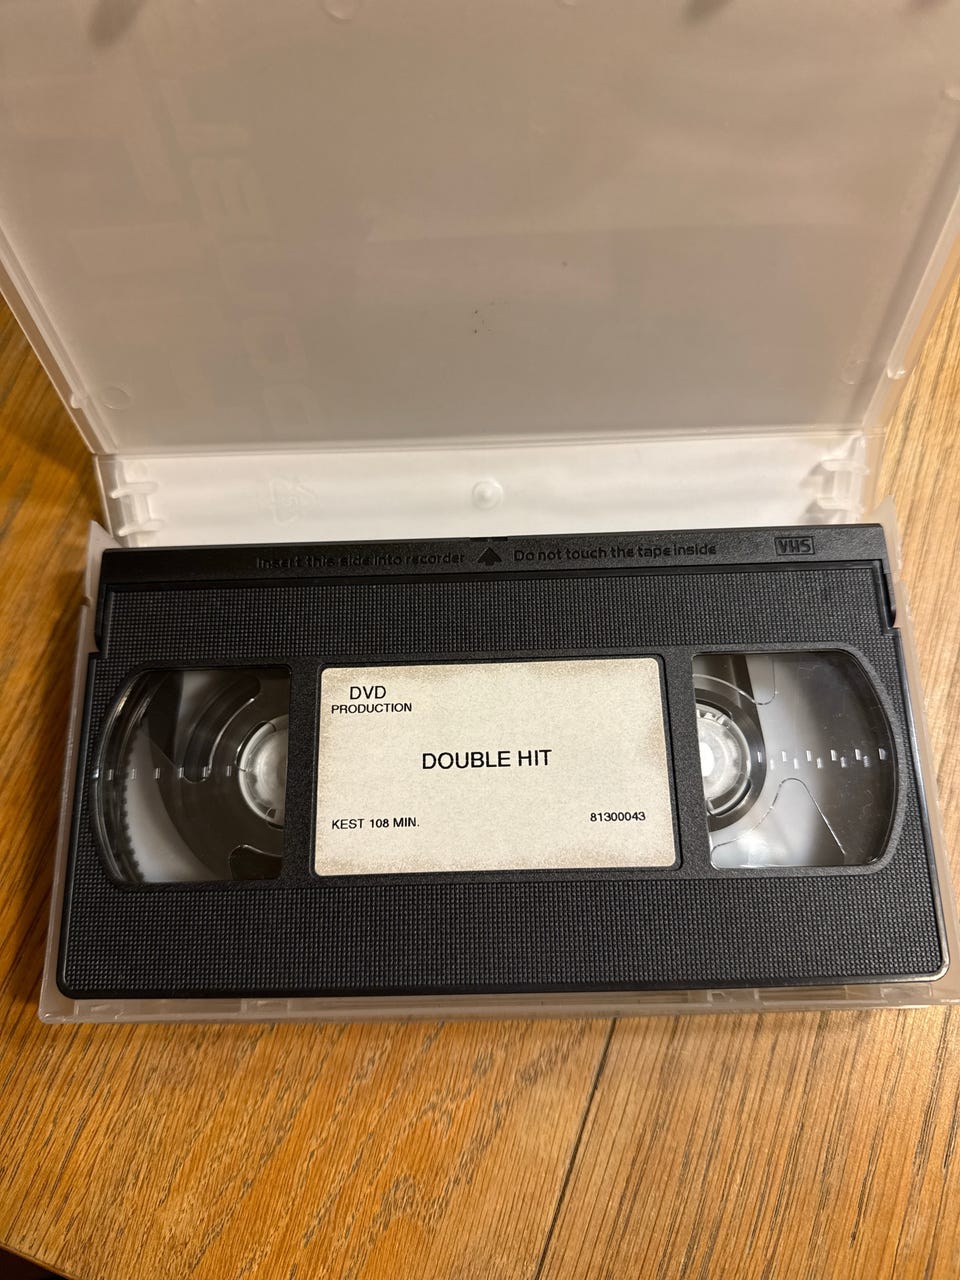 Insert this side into recorder Do not touch the tape inside VHS
DVD
PRODUCTION
DOUBLE HIT
KEST 108 MIN. 81300043